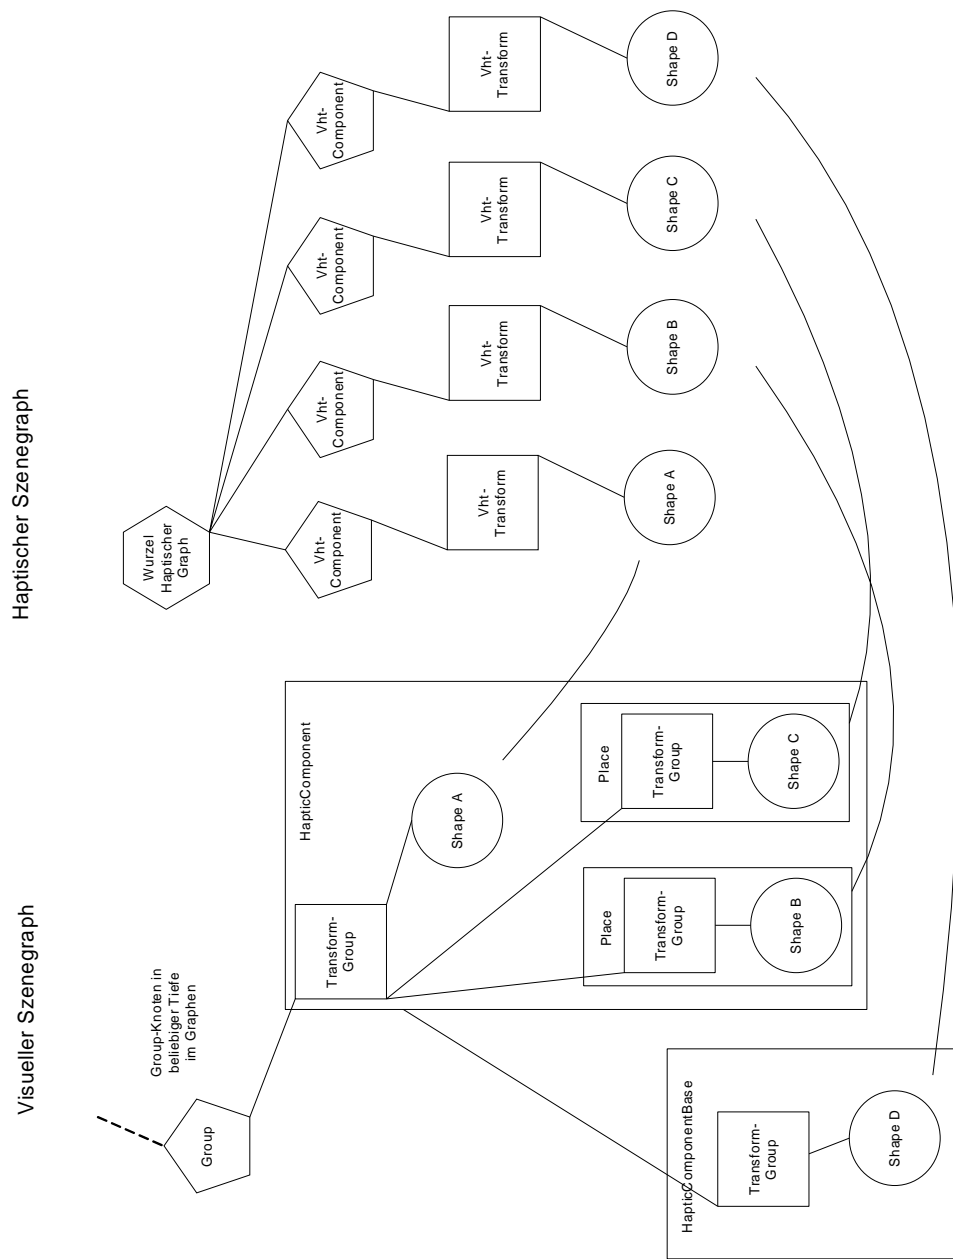 Visueller Szenegraph
Haptischer Szenegraph
Group-Knoten in
beliebiger Tiefe
im Graphen
Group
HapticComponent
Transform-
Group
Shape A
Place
Transform-
Group
Shape B
Place
Transform-
Group
Shape C
HapticComponentBase
Transform-
Group
Shape D
Wurzel
Haptischer
Graph
Vht-
Component
Vht-
Component
Vht-
Component
Vht-
Component
Vht-
Transform
Vht-
Transform
Vht-
Transform
Vht-
Transform
Shape A
Shape B
Shape C
Shape D